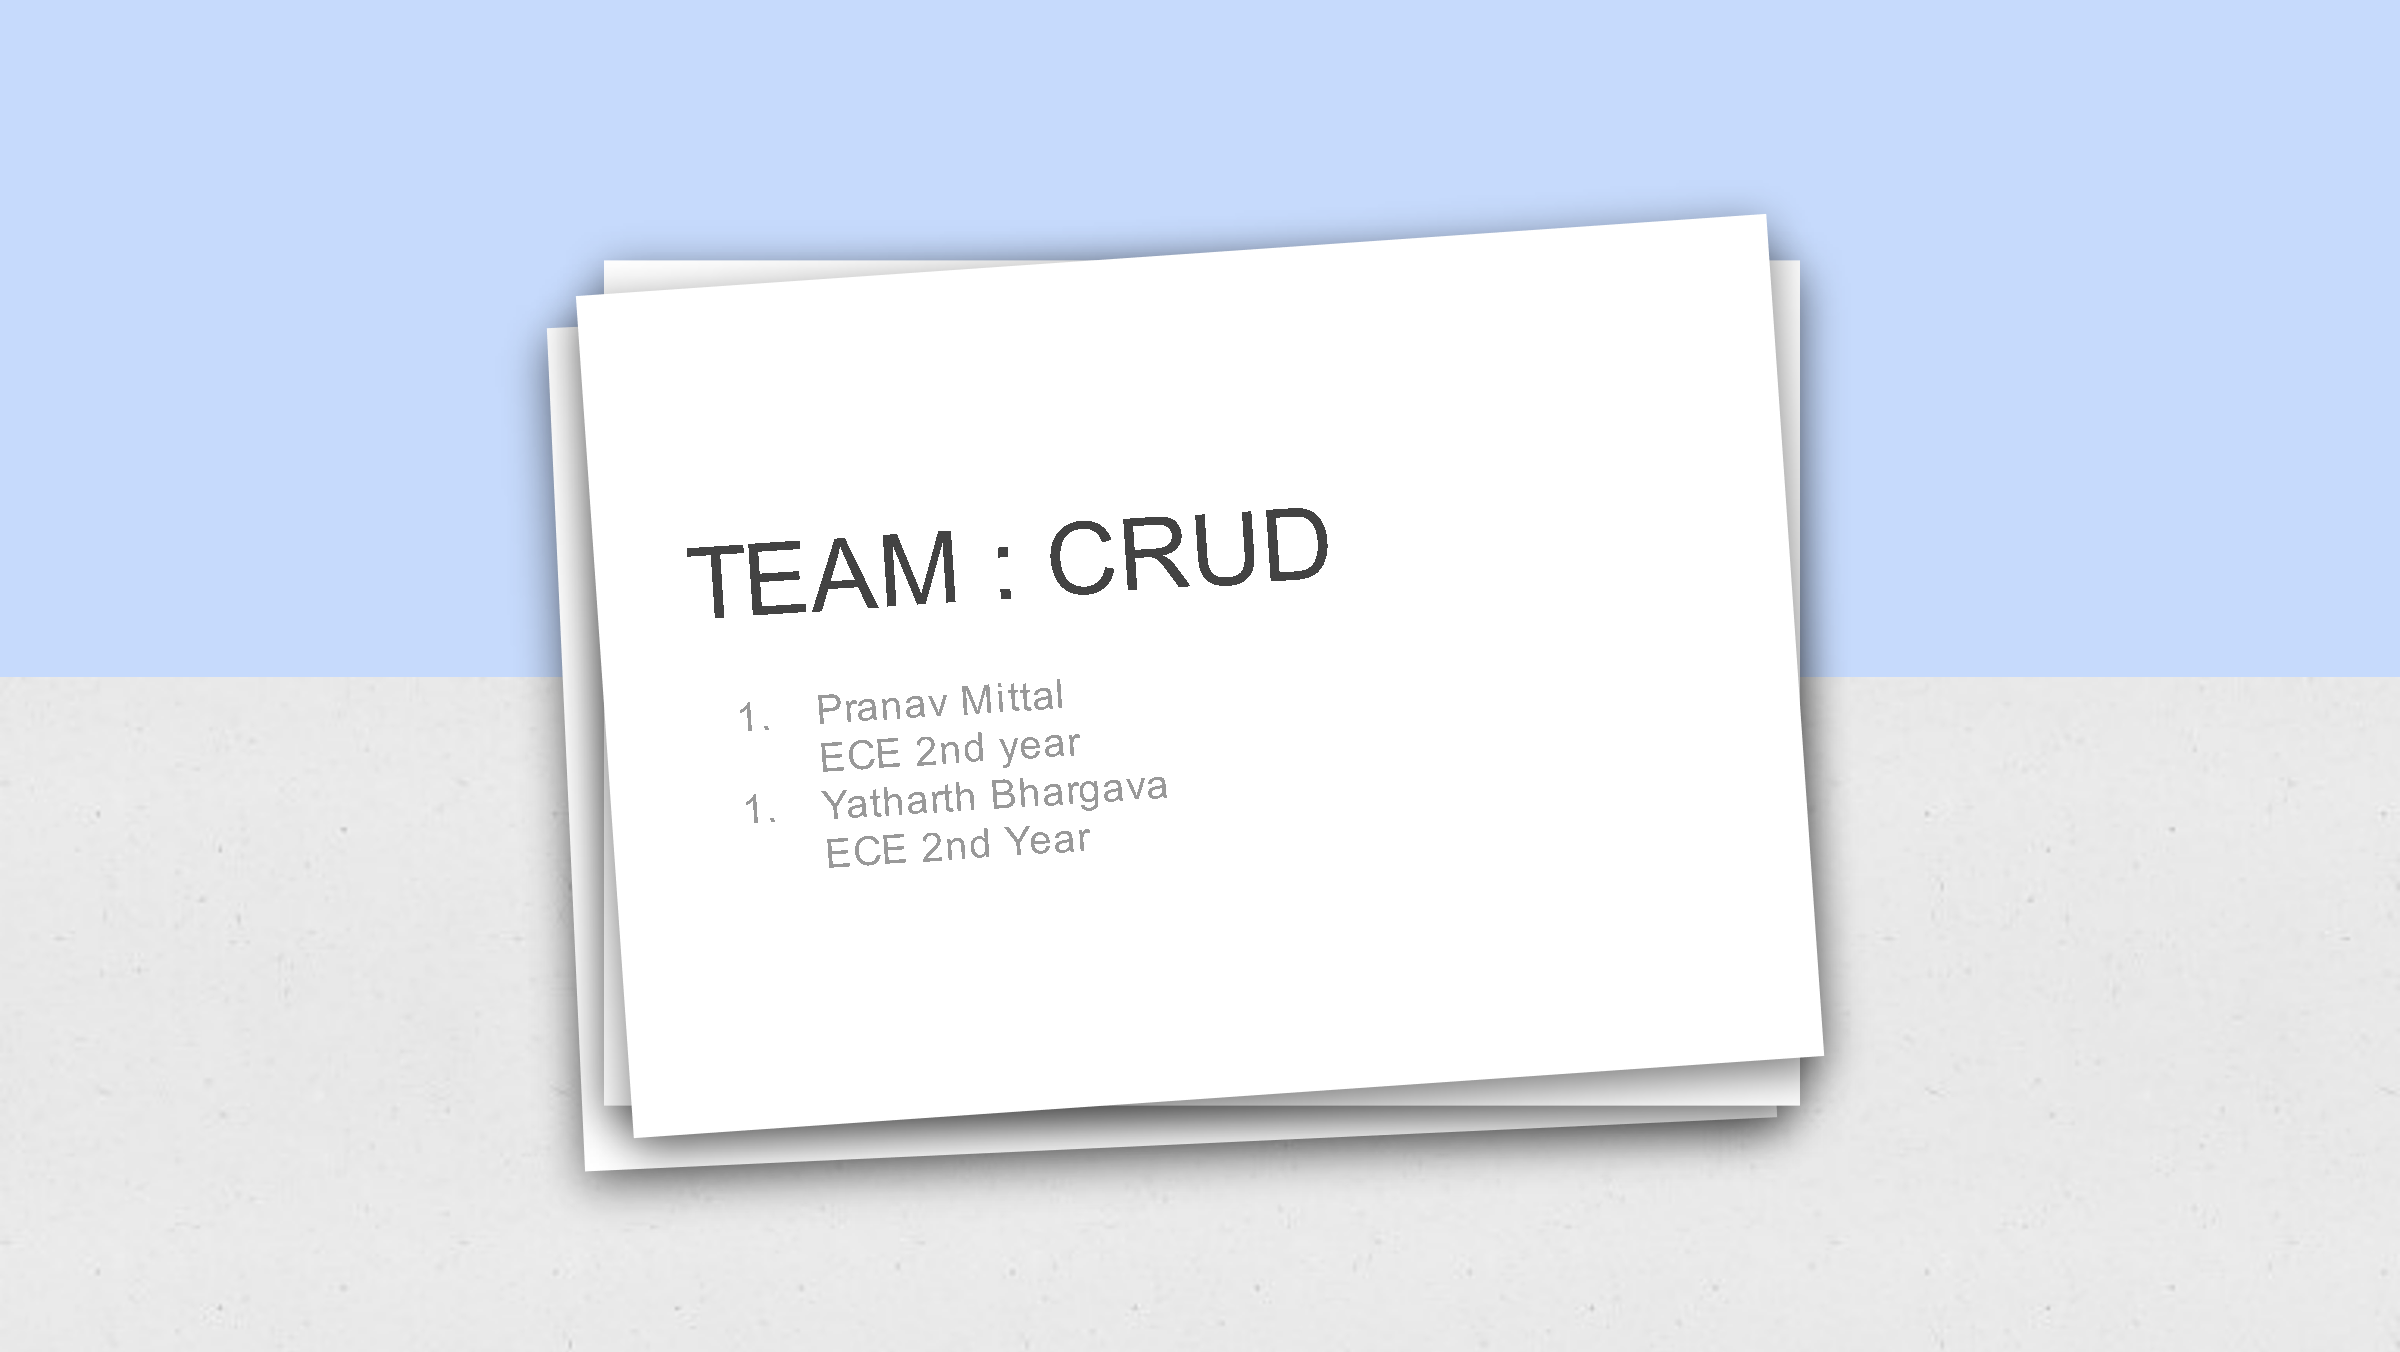 TEAM : CRUD
1. Pranav Mittal
ECE 2nd year
1. Yatharth Bhargava
ECE 2nd Year